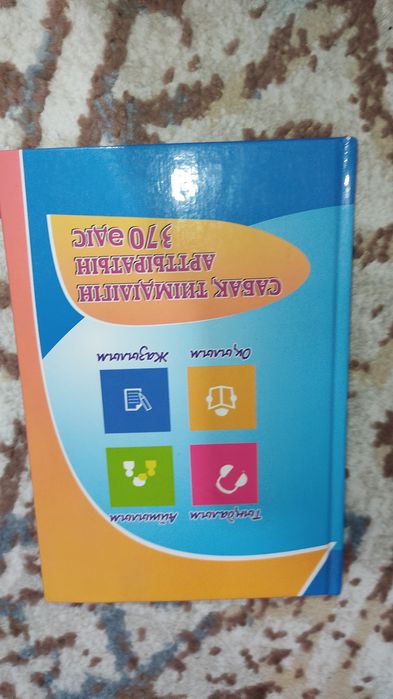 Тыңдалым Айтылым
Оқылым Жазылым
САБАҚ ТИІМДІЛІГІН
АРТТЫРАТЫН
370 ӘДІС